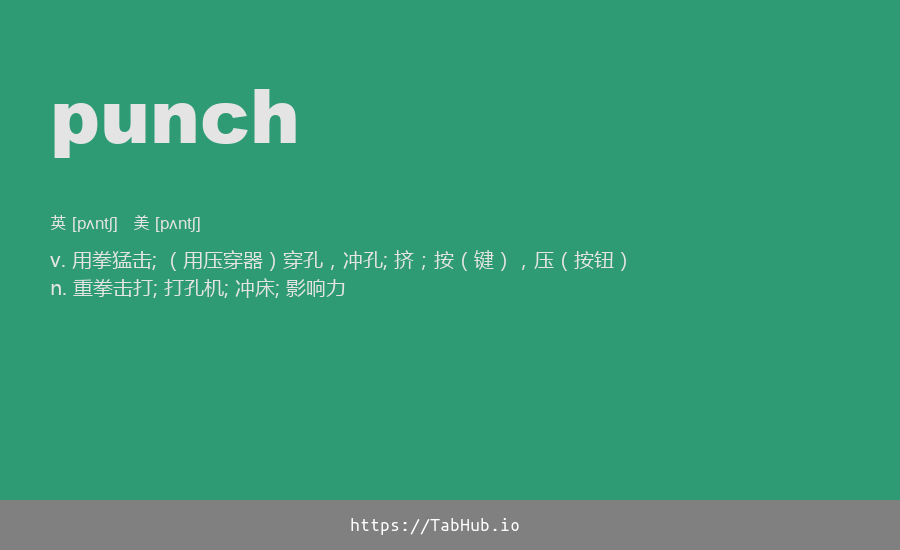 punch
英 [pʌntʃ] 美 [pʌntʃ]
v. 用拳猛击; （用压穿器）穿孔，冲孔; 挤；按（键），压（按钮）
n. 重拳击打; 打孔机; 冲床; 影响力
https://TabHub.io